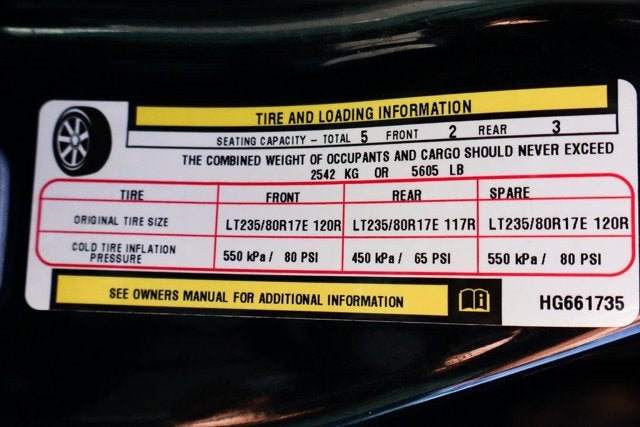 TIRE AND LOADING INFORMATION
SEATING CAPACITY – TOTAL 5 FRONT 2 REAR 3
THE COMBINED WEIGHT OF OCCUPANTS AND CARGO SHOULD NEVER EXCEED
2542 KG OR 5605 LB
TIRE FRONT REAR SPARE
ORIGINAL TIRE SIZE LT235/80R17E 120R LT235/80R17E 117R LT235/80R17E 120R
COLD TIRE INFLATION
PRESSURE 550 kPa / 80 PSI 450 kPa / 65 PSI 550 kPa / 80 PSI
SEE OWNERS MANUAL FOR ADDITIONAL INFORMATION HG661735